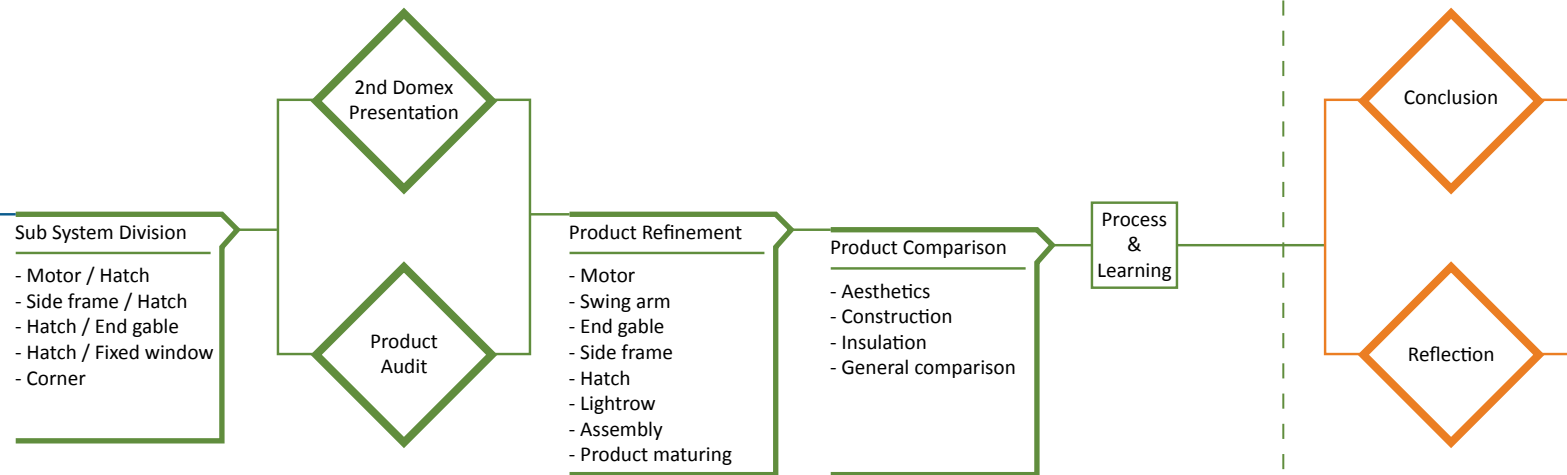 Sub System Division
- Motor / Hatch
- Side frame / Hatch
- Hatch / End gable
- Hatch / Fixed window
- Corner
2nd Domex
Presentation
Product
Audit
Product Refinement
- Motor
- Swing arm
- End gable
- Side frame
- Hatch
- Lightrow
- Assembly
- Product maturing
Product Comparison
- Aesthetics
- Construction
- Insulation
- General comparison
Process
&
Learning
Conclusion
Reflection